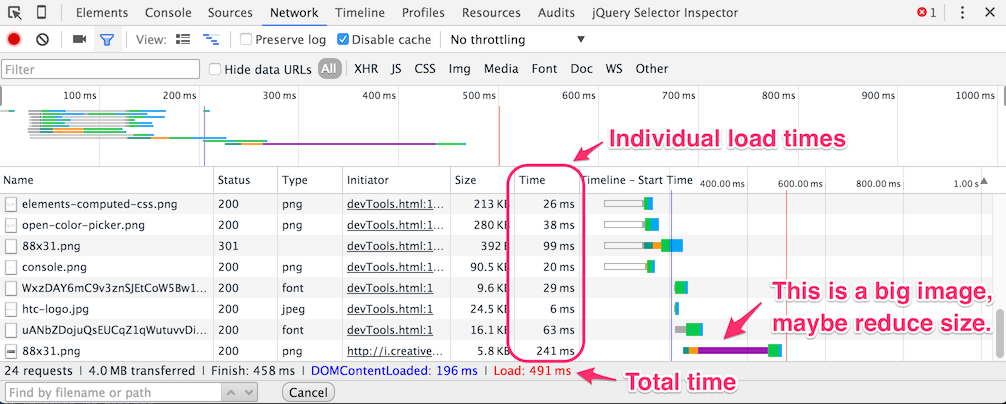 Elements Console Sources Network Timeline Profiles Resources Audits jQuery Selector Inspector 1
View: Preserve log Disable cache No throttling
Filter Hide data URLs All XHR JS CSS Img Media Font Doc WS Other
100 ms 200 ms 300 ms 400 ms 500 ms 600 ms 700 ms 800 ms 900 ms 1000 ms
Individual load times
Name Status Type Initiator Size Time Timeline – Start Time 400.00 ms 600.00 ms 800.00 ms 1.00 s
elements-computed-css.png 200 png devTools.html:1... 213 KB 26 ms
open-color-picker.png 200 png devTools.html:1... 280 KB 38 ms
88x31.png 301 devTools.html:1... 392 B 99 ms
console.png 200 png devTools.html:1... 90.5 KB 20 ms
WxzDAY6mC9v3znSJEtCoW5Bw1... 200 font devTools.html:1 9.6 KB 29 ms
htc-logo.jpg 200 jpeg devTools.html:1 24.5 KB 6 ms
uANbZDojuQsEUCqZ1qWutuvvDi... 200 font devTools.html:1 16.1 KB 63 ms
88x31.png 200 png http://i.creative... 5.8 KB 241 ms
This is a big image,
maybe reduce size.
24 requests | 4.0 MB transferred | Finish: 458 ms | DOMContentLoaded: 196 ms | Load: 491 ms
Total time
Find by filename or path Cancel